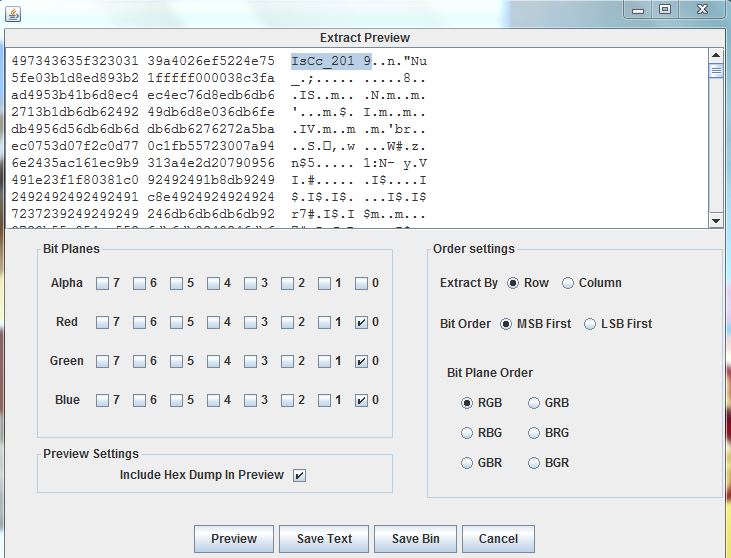 Extract Preview
497343635f323031 39a4026ef5224e75 IsCc_201 9..n."Nu
5fe03b1d8ed893b2 1fffff000038c3fa _.;..... .....8..
ad4953b41b6d8ec4 ec4ec76d8edb6db6 .IS..m.. .N.m..m.
2713b1db6db62492 49db6d8e036db6fe '...m.$. I.m..m..
db4956d56db6db6d db6db6276272a5ba .IV.m..m .m.'br..
ec0753d07f2c0d77 0c1fb55723007a94 ..S.□,.w ...W#.z.
6e2435ac161ec9b9 313a4e2d20790956 n$5..... 1:N- y.V
491e23f1f80381c0 92492491b8db9249 I.#..... .I$....I
2492492492492491 c8e4924924924924 $.I$.I$. ...I$.I$
7237239249249249 246db6db6db6db92 r7#.I$.I $m..m...
Bit Planes
Alpha 7 6 5 4 3 2 1 0
Red 7 6 5 4 3 2 1 0
Green 7 6 5 4 3 2 1 0
Blue 7 6 5 4 3 2 1 0
Preview Settings
Include Hex Dump In Preview
Order settings
Extract By Row Column
Bit Order MSB First LSB First
Bit Plane Order
RGB GRB
RBG BRG
GBR BGR
Preview Save Text Save Bin Cancel